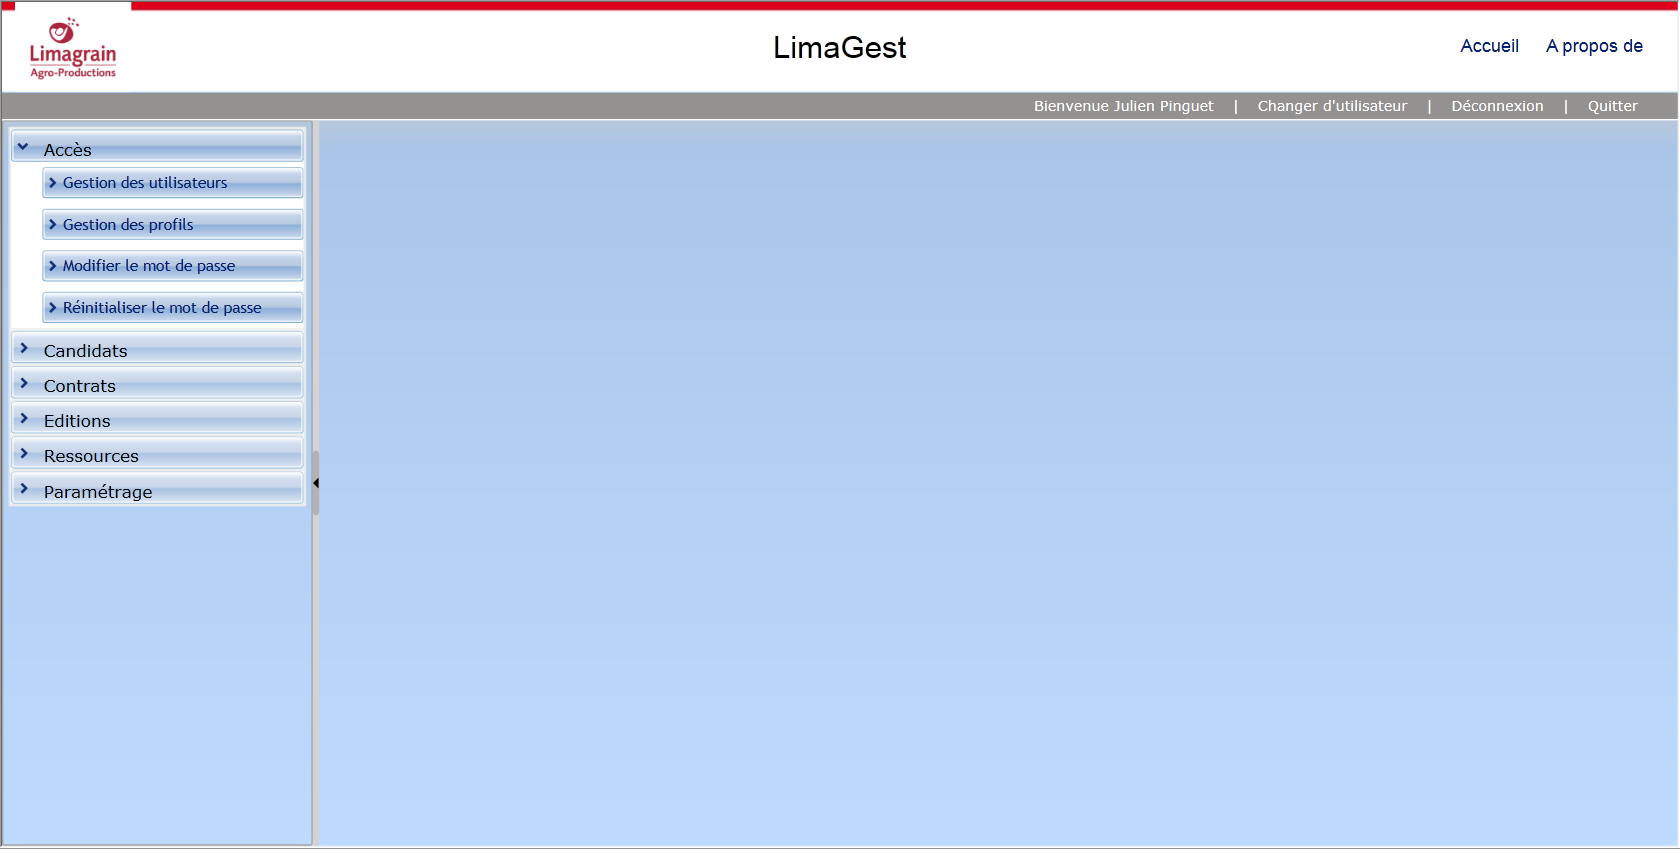 Limagrain
Agro-Productions
LimaGest
Accueil A propos de
Bienvenue Julien Pinguet | Changer d'utilisateur | Déconnexion | Quitter
Accès
Gestion des utilisateurs
Gestion des profils
Modifier le mot de passe
Réinitialiser le mot de passe
Candidats
Contrats
Editions
Ressources
Paramétrage